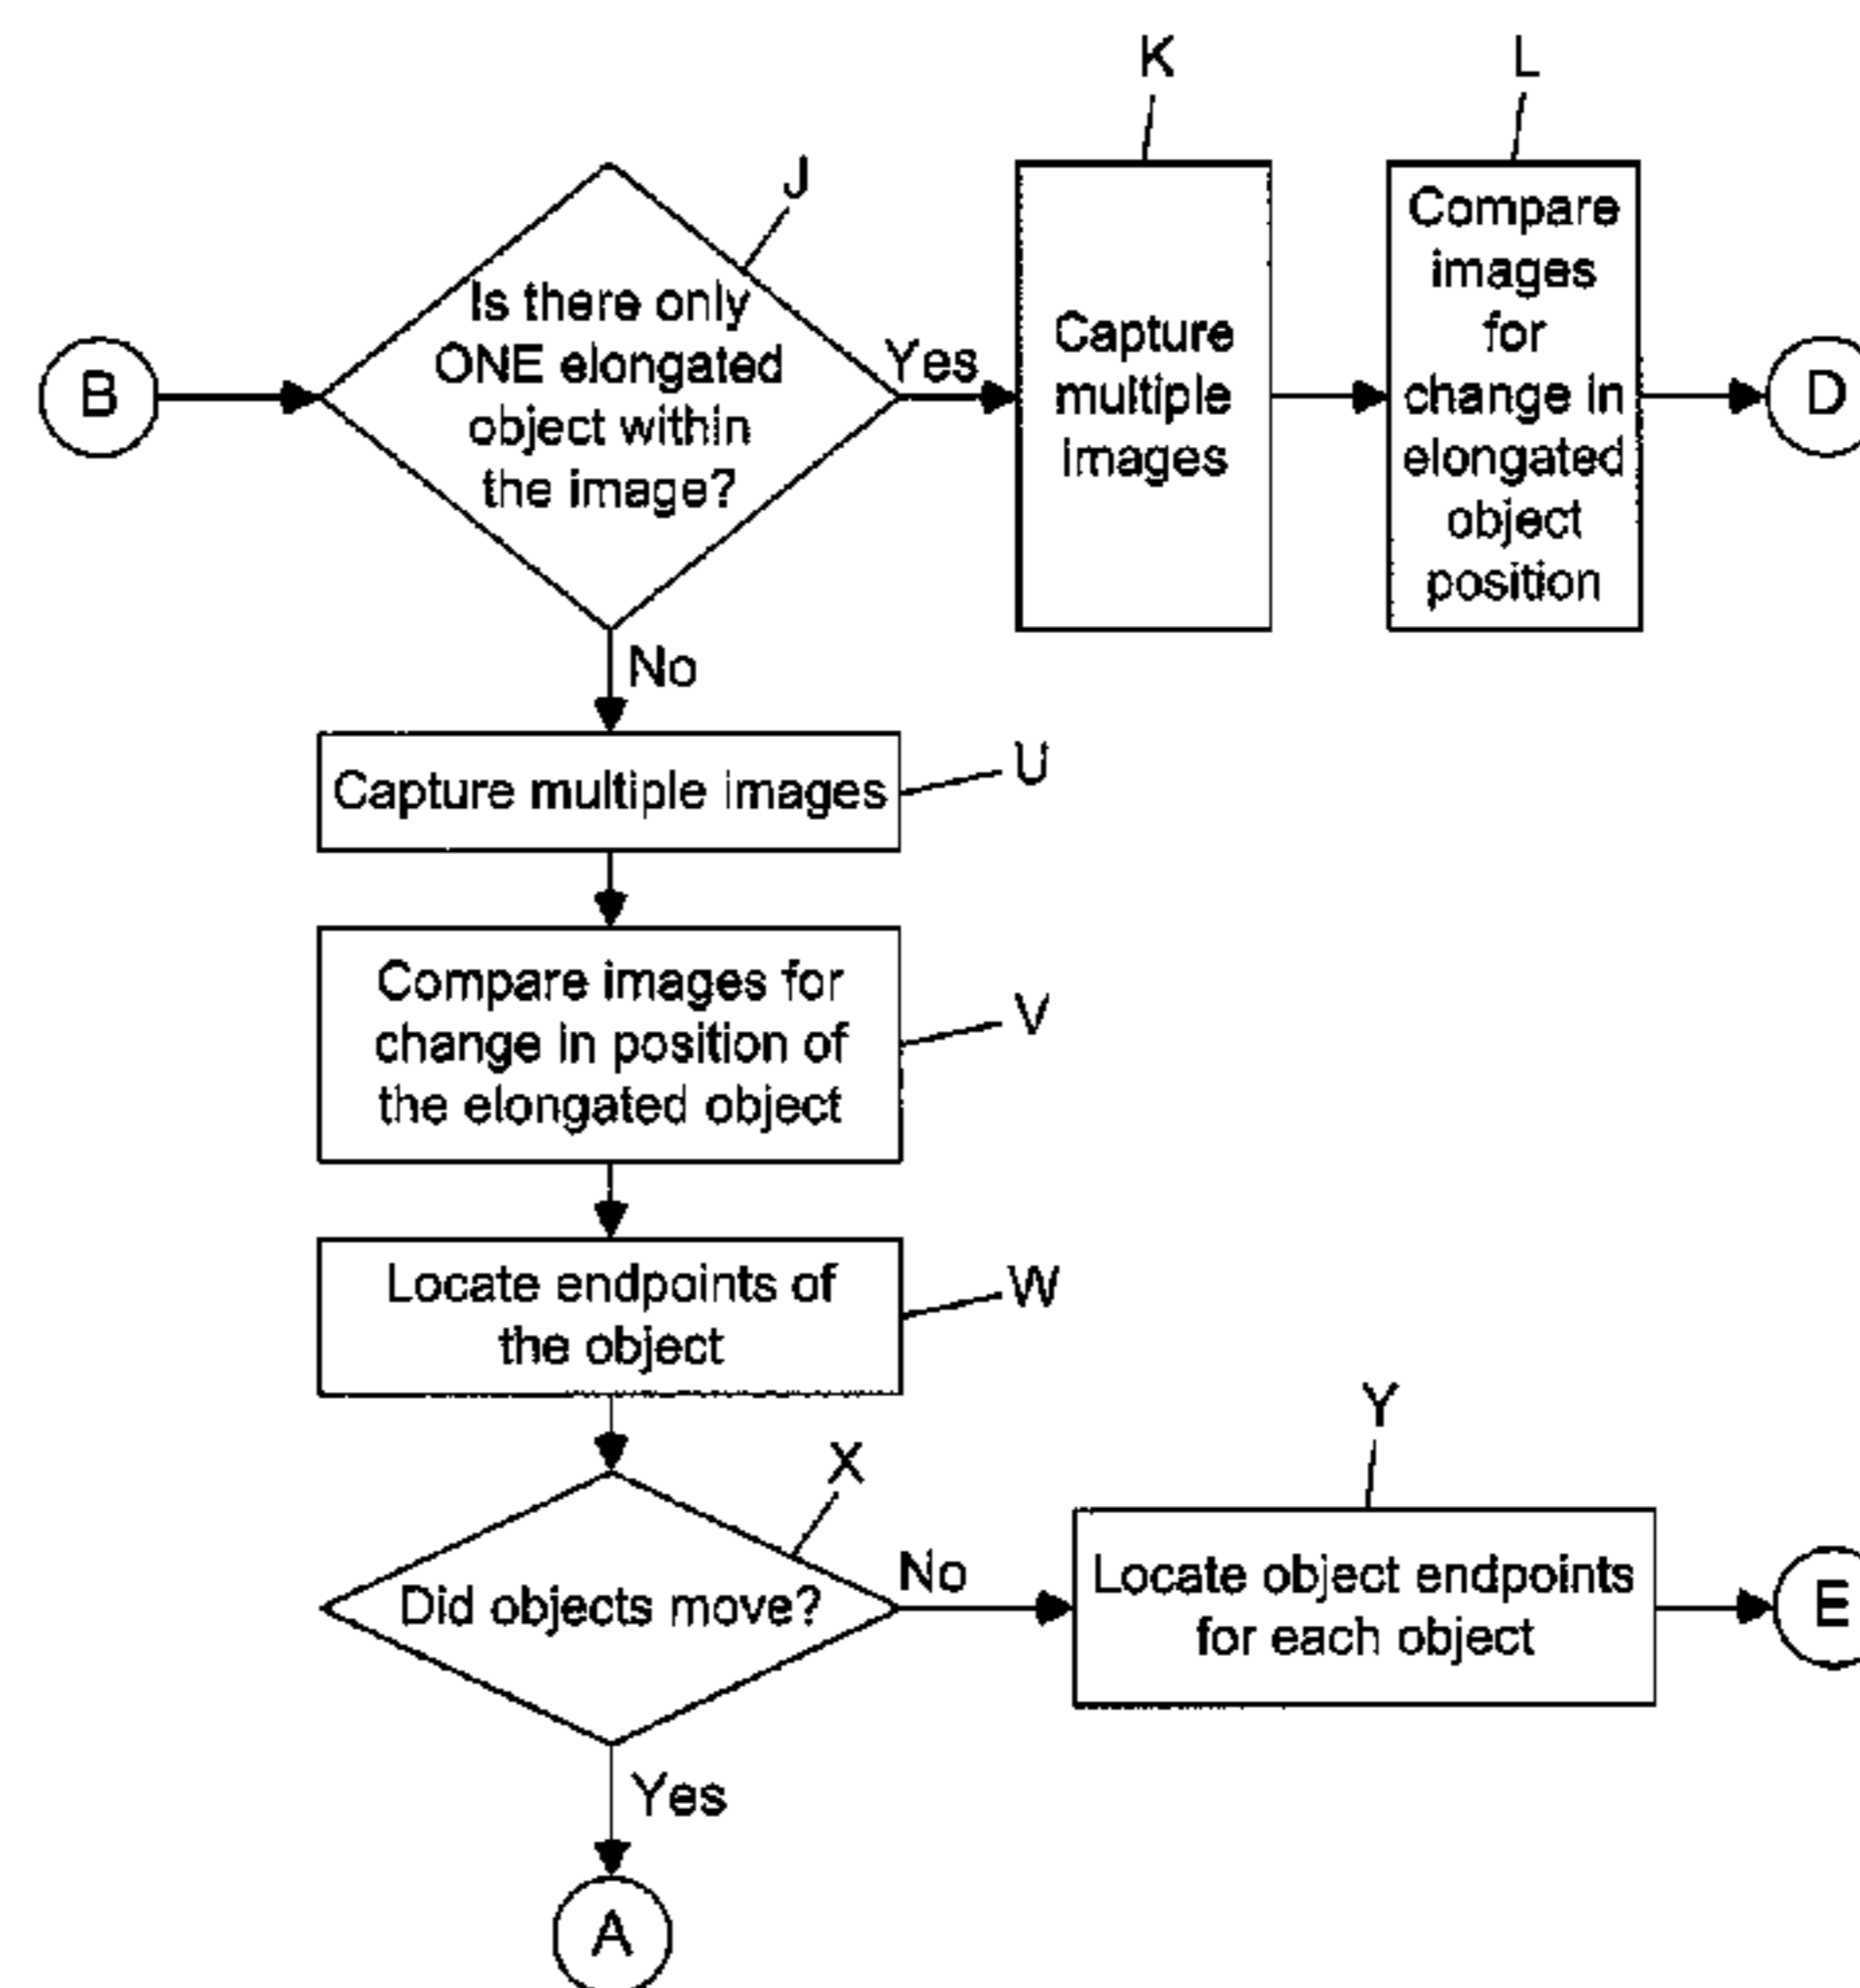 K
L
J
B
Is there only
ONE elongated
object within
the image?
Yes
Capture
multiple
images
Compare
images
for
change in
elongated
object
position
D
No
Capture multiple images
U
Compare images for
change in position of
the elongated object
V
Locate endpoints of
the object
W
X
Y
Did objects move?
No
Locate object endpoints
for each object
E
Yes
A